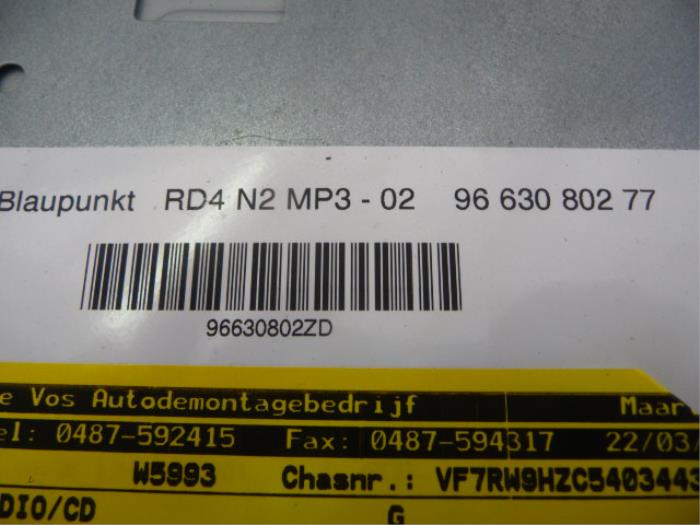 Blaupunkt RD4 N2 MP3 - 02 96 630 802 77
96630802ZD
e Vos Autodemontagebedrijf Maar
el: 0487-592415 Fax: 0487-594317 22/03
W5993 Chasnr.: VF7RW9HZC5403443
DIO/CD G